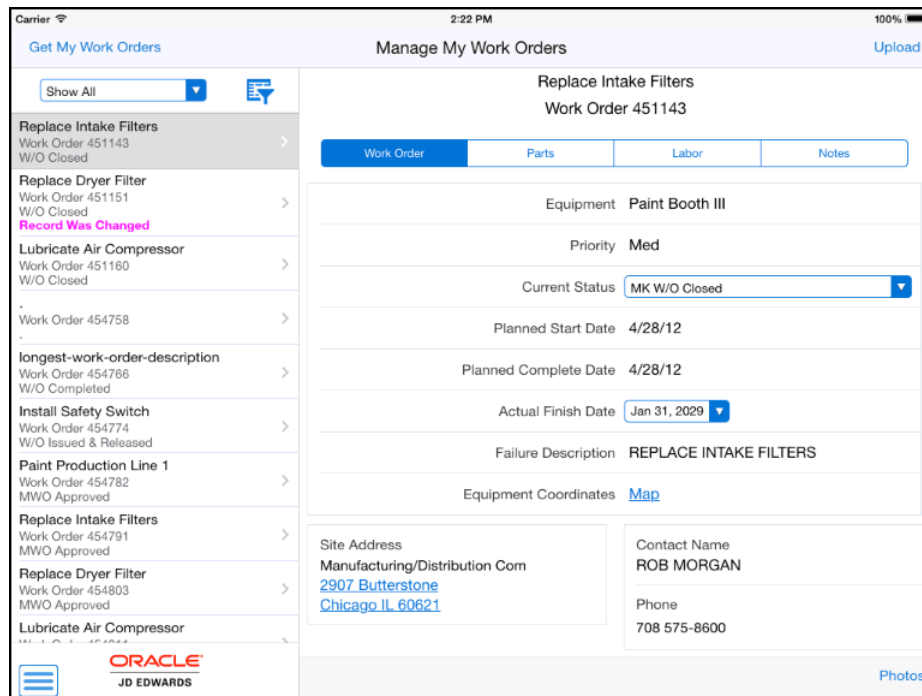 Carrier
2:22 PM
100%
Get My Work Orders
Manage My Work Orders
Upload
Show All
Replace Intake Filters
Work Order 451143
W/O Closed
Replace Dryer Filter
Work Order 451151
W/O Closed
Record Was Changed
Lubricate Air Compressor
Work Order 451160
W/O Closed
.
Work Order 454758
.
longest-work-order-description
Work Order 454766
W/O Completed
Install Safety Switch
Work Order 454774
W/O Issued & Released
Paint Production Line 1
Work Order 454782
MWO Approved
Replace Intake Filters
Work Order 454791
MWO Approved
Replace Dryer Filter
Work Order 454803
MWO Approved
Lubricate Air Compressor
ORACLE
JD EDWARDS
Replace Intake Filters
Work Order 451143
Work Order
Parts
Labor
Notes
Equipment Paint Booth III
Priority Med
Current Status MK W/O Closed
Planned Start Date 4/28/12
Planned Complete Date 4/28/12
Actual Finish Date Jan 31, 2029
Failure Description REPLACE INTAKE FILTERS
Equipment Coordinates Map
Site Address
Manufacturing/Distribution Com
2907 Butterstone
Chicago IL 60621
Contact Name
ROB MORGAN
Phone
708 575-8600
Photos